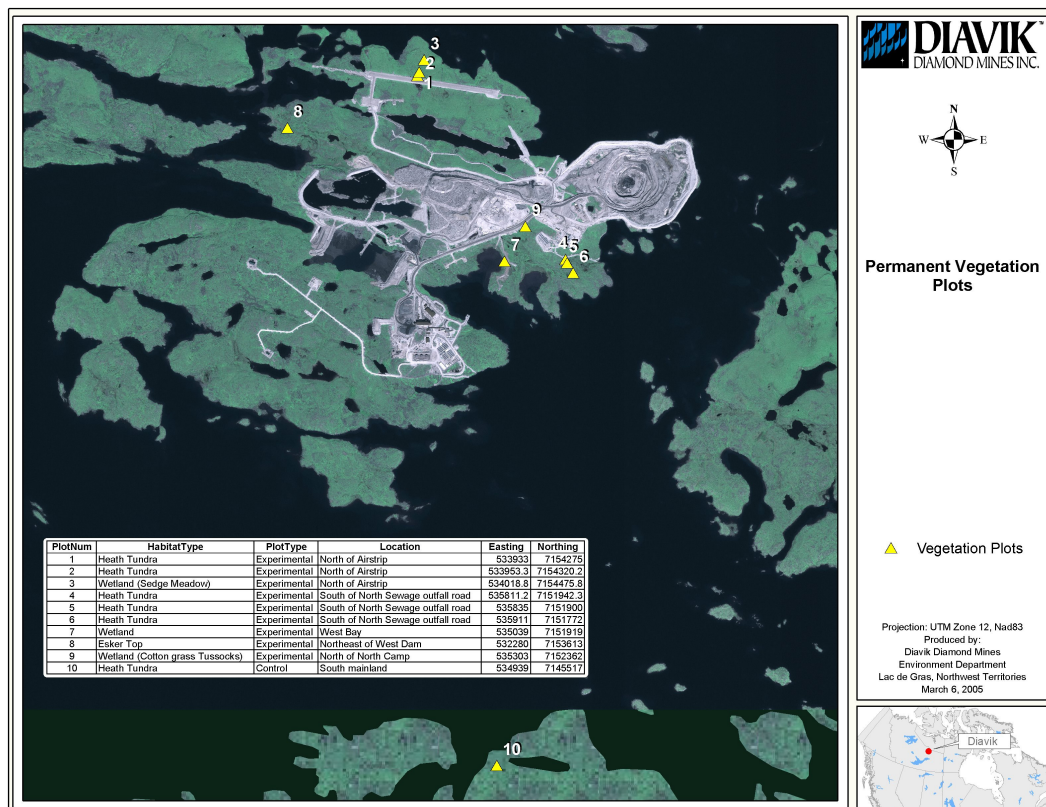 3
2
1
8
9
7
4
5
6
PlotNum HabitatType PlotType Location Easting Northing
1 Heath Tundra Experimental North of Airstrip 533933 7154275
2 Heath Tundra Experimental North of Airstrip 533953.3 7154320.2
3 Wetland (Sedge Meadow) Experimental North of Airstrip 534018.8 7154475.8
4 Heath Tundra Experimental South of North Sewage outfall road 535811.2 7151942.3
5 Heath Tundra Experimental South of North Sewage outfall road 535835 7151900
6 Heath Tundra Experimental South of North Sewage outfall road 535911 7151772
7 Wetland Experimental West Bay 535039 7151919
8 Esker Top Experimental Northeast of West Dam 532280 7153613
9 Wetland (Cotton grass Tussocks) Experimental North of North Camp 535303 7152362
10 Heath Tundra Control South mainland 534939 7145517
10
DIAVIK™
DIAMOND MINES INC.
N
W E
S
Permanent Vegetation
Plots
Vegetation Plots
Projection: UTM Zone 12, Nad83
Produced by:
Diavik Diamond Mines
Environment Department
Lac de Gras, Northwest Territories
March 6, 2005
Diavik